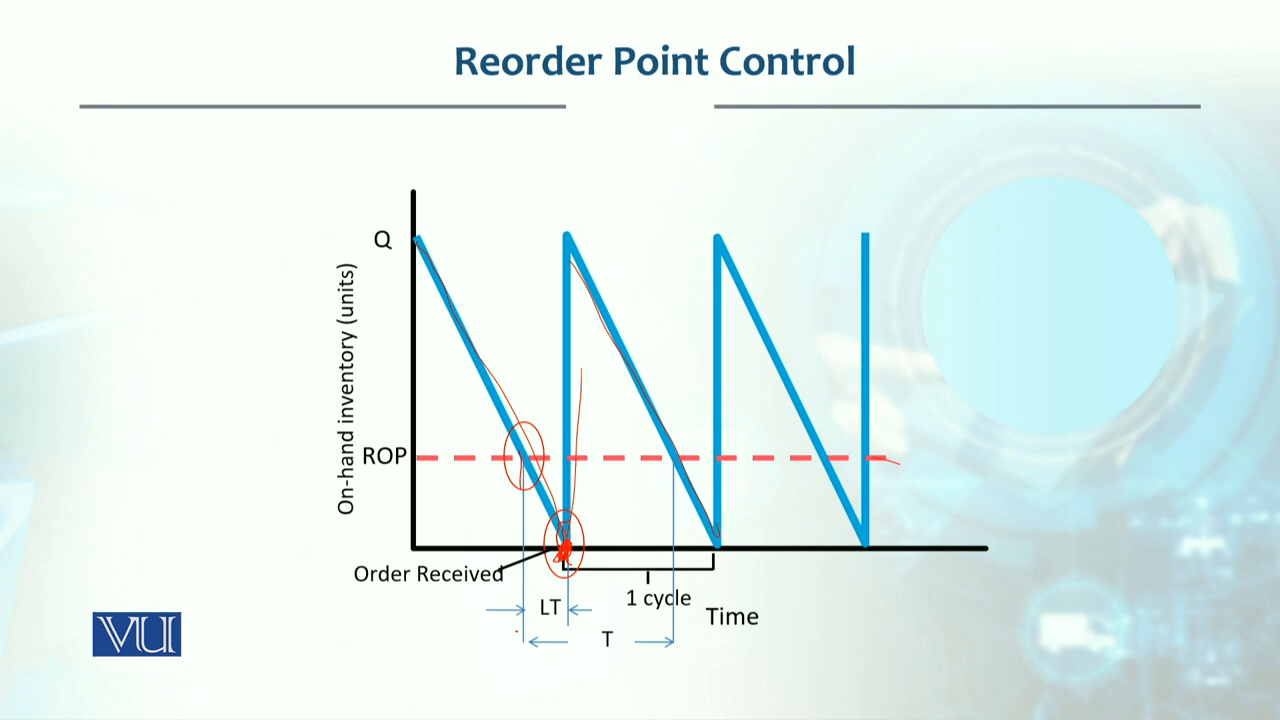 Reorder Point Control
Q
On-hand inventory (units)
ROP
Order Received
LT
1 cycle
Time
T
VU